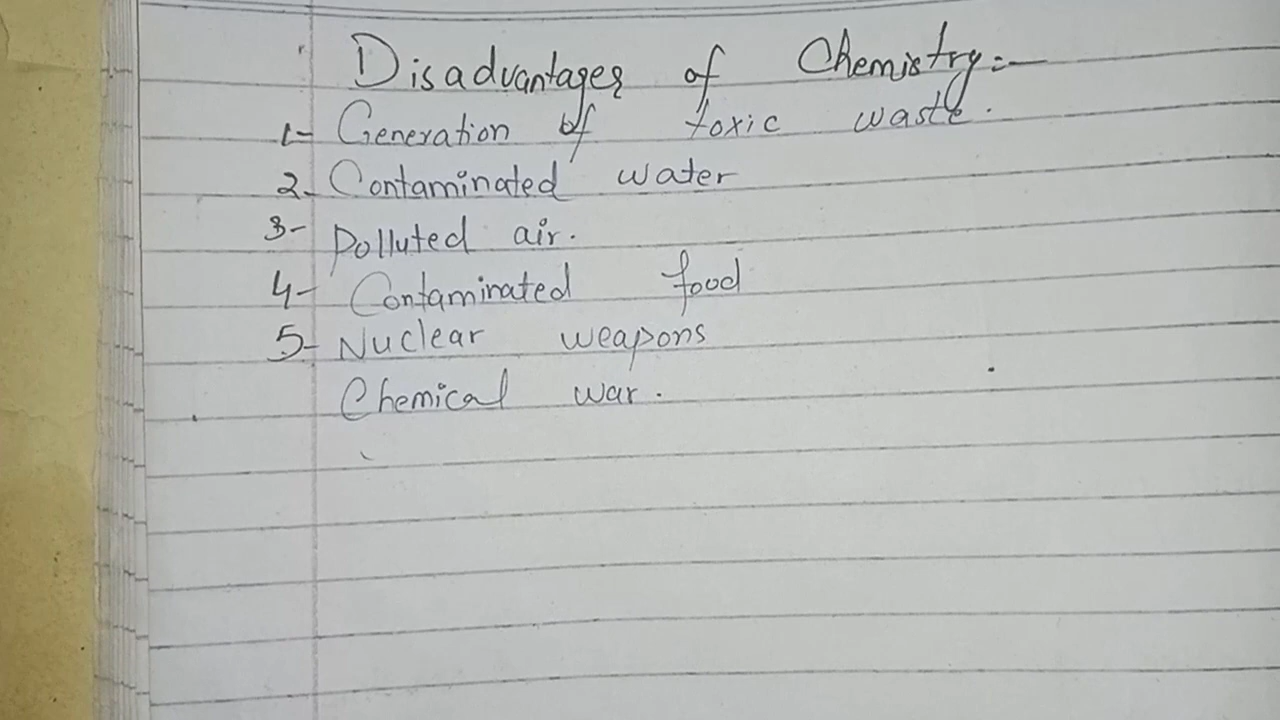 Disadvantages of Chemistry:-
1- Generation of toxic waste.
2- Contaminated water
3- Polluted air.
4- Contaminated food
5- Nuclear weapons
Chemical war.